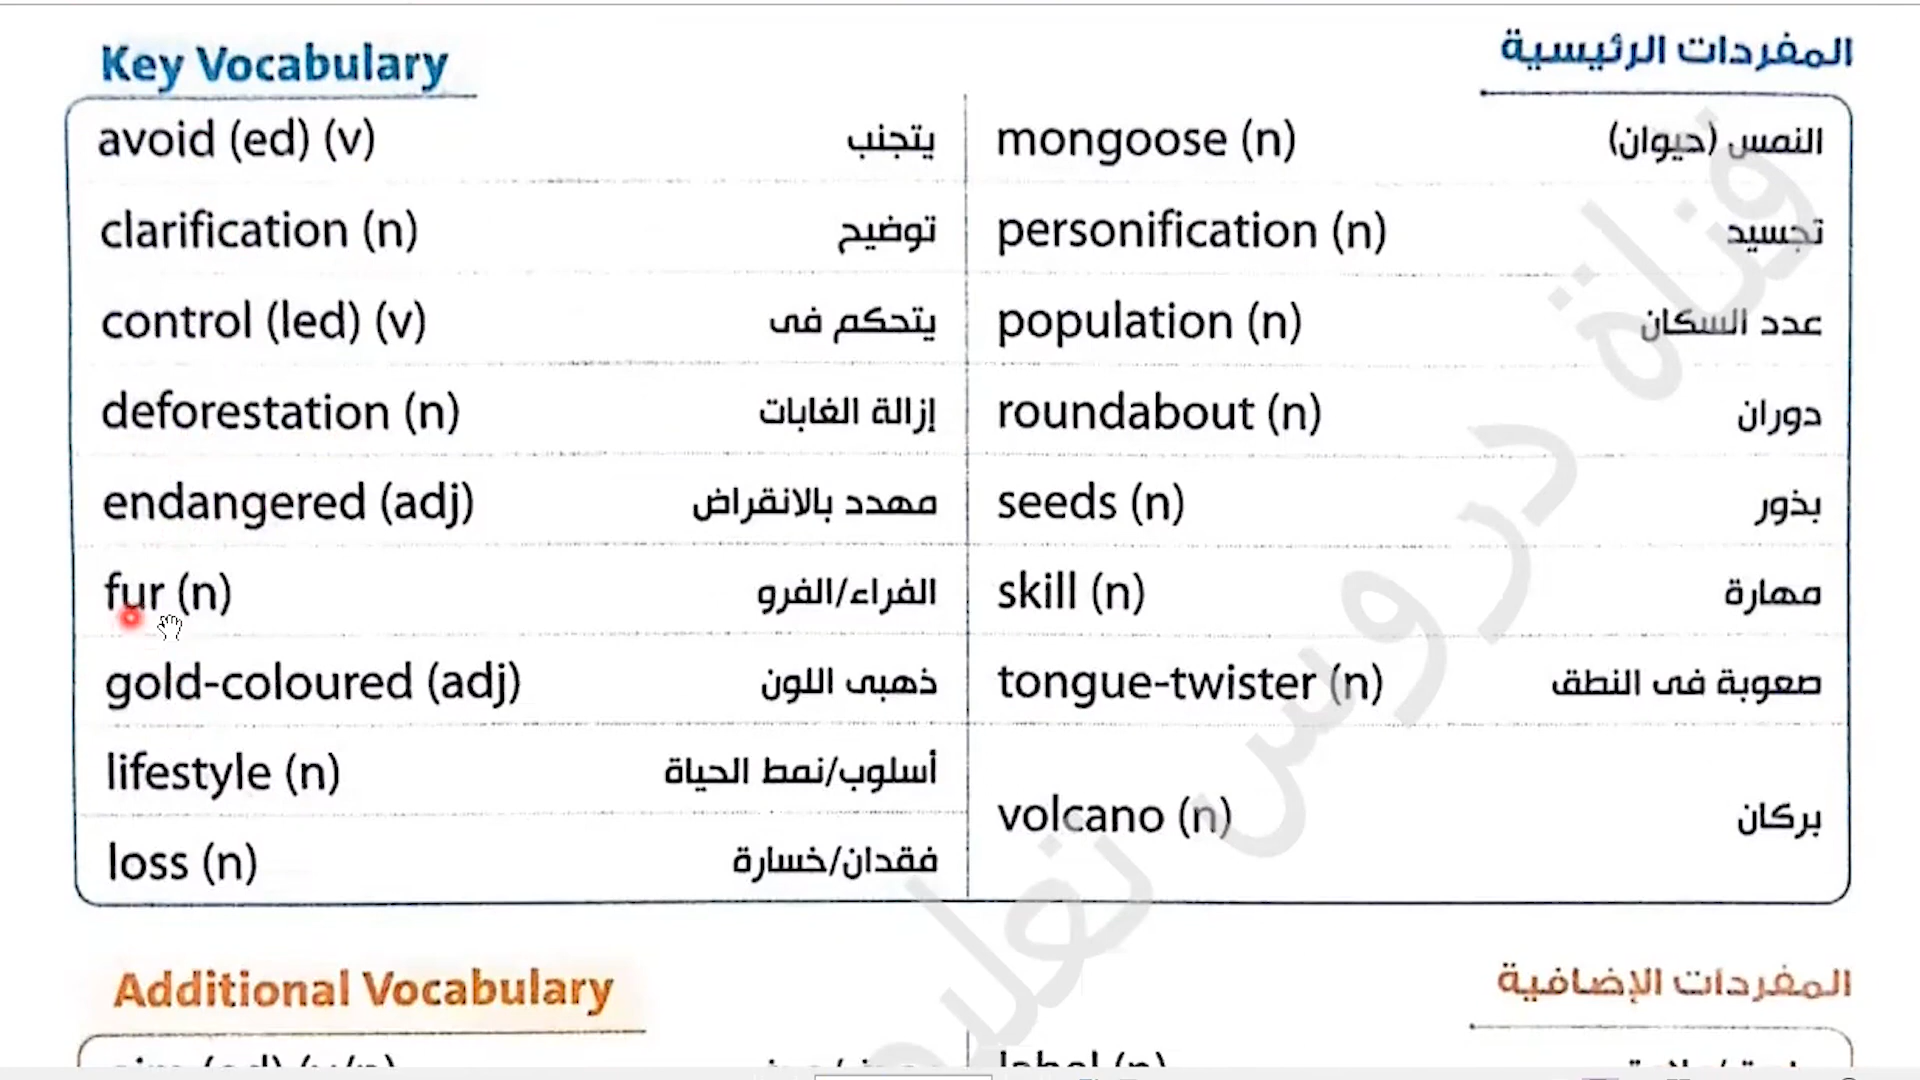 Key Vocabulary المفردات الرئيسية
avoid (ed) (v) يتجنب
clarification (n) توضيح
control (led) (v) يتحكم فى
deforestation (n) إزالة الغابات
endangered (adj) مهدد بالانقراض
fur (n) الفراء/الفرو
gold-coloured (adj) ذهبى اللون
lifestyle (n) أسلوب/نمط الحياة
loss (n) فقدان/خسارة
mongoose (n) النمس (حيوان)
personification (n) تجسيد
population (n) عدد السكان
roundabout (n) دوران
seeds (n) بذور
skill (n) مهارة
tongue-twister (n) صعوبة فى النطق
volcano (n) بركان
قناة دروس
Additional Vocabulary المفردات الإضافية